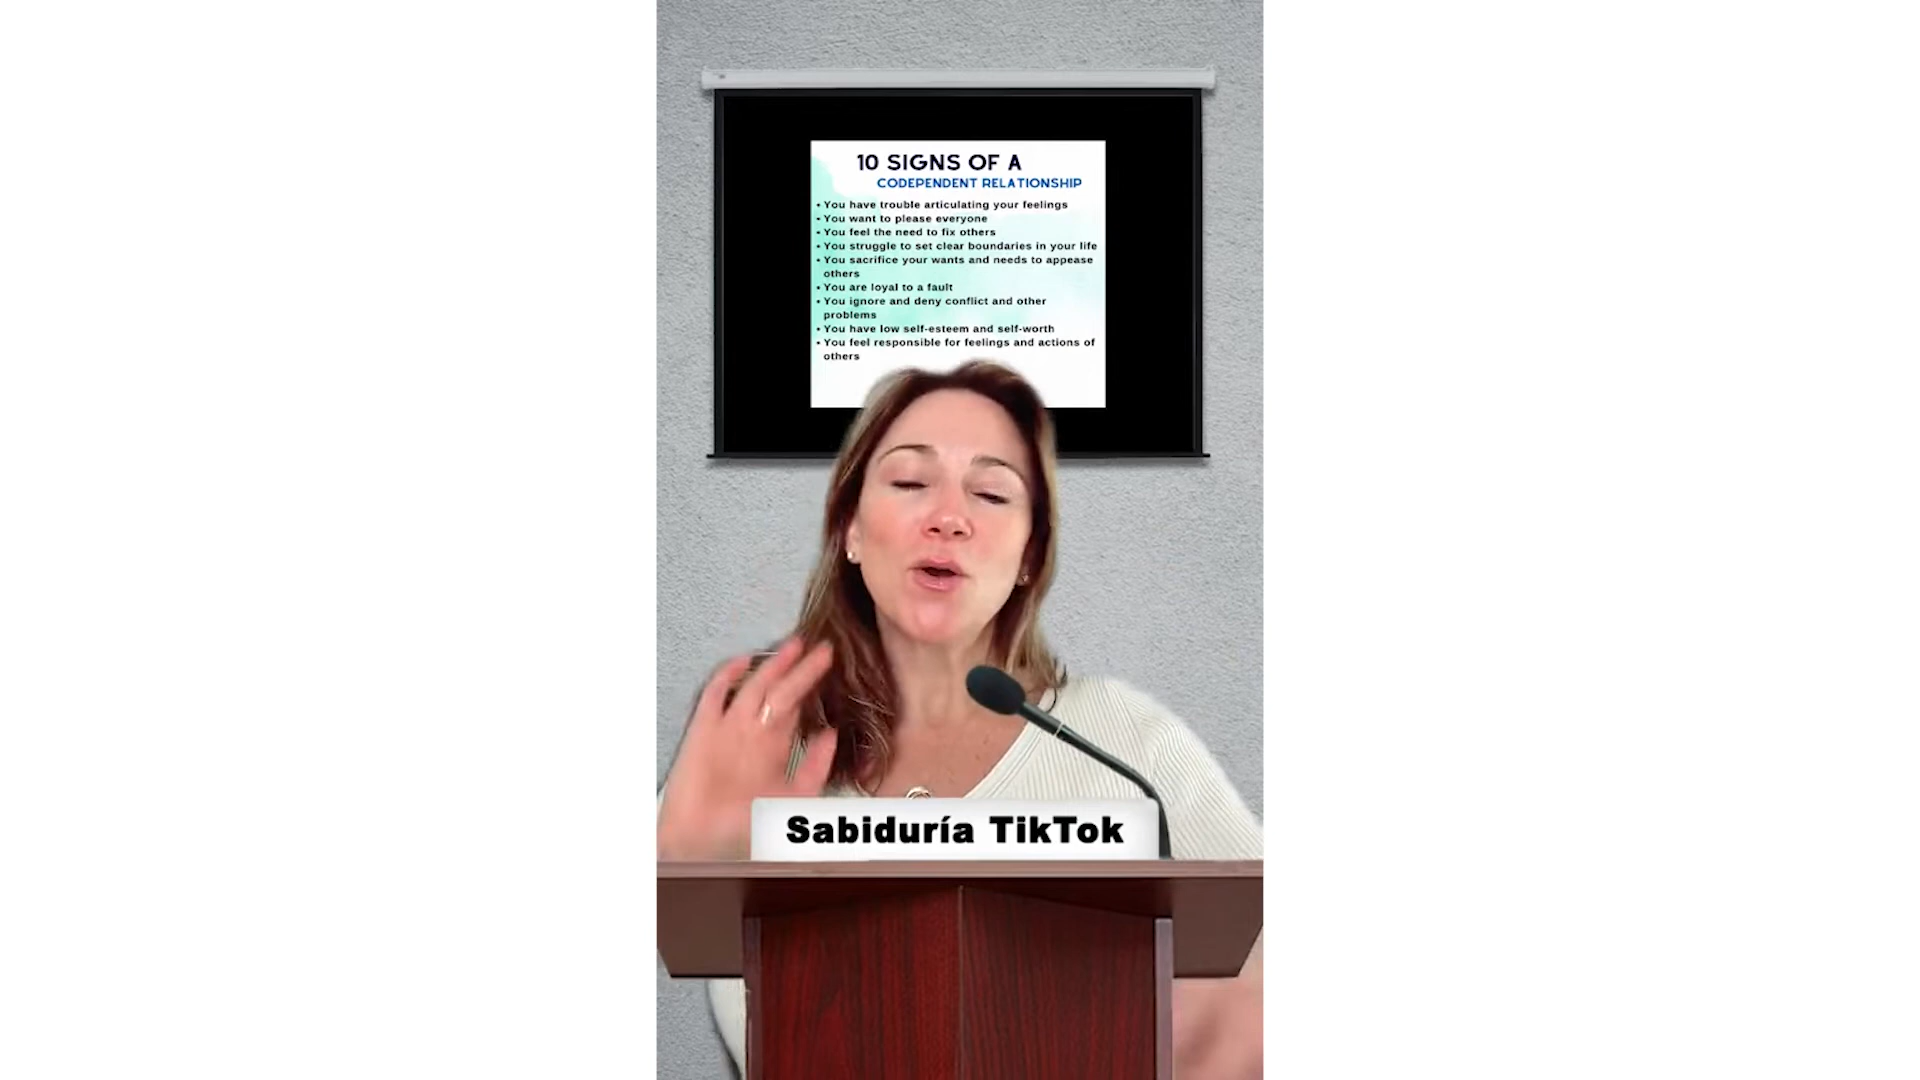 10 SIGNS OF A
CODEPENDENT RELATIONSHIP
• You have trouble articulating your feelings
• You want to please everyone
• You feel the need to fix others
• You struggle to set clear boundaries in your life
• You sacrifice your wants and needs to appease
others
• You are loyal to a fault
• You ignore and deny conflict and other
problems
• You have low self-esteem and self-worth
• You feel responsible for feelings and actions of
others
Sabiduría TikTok